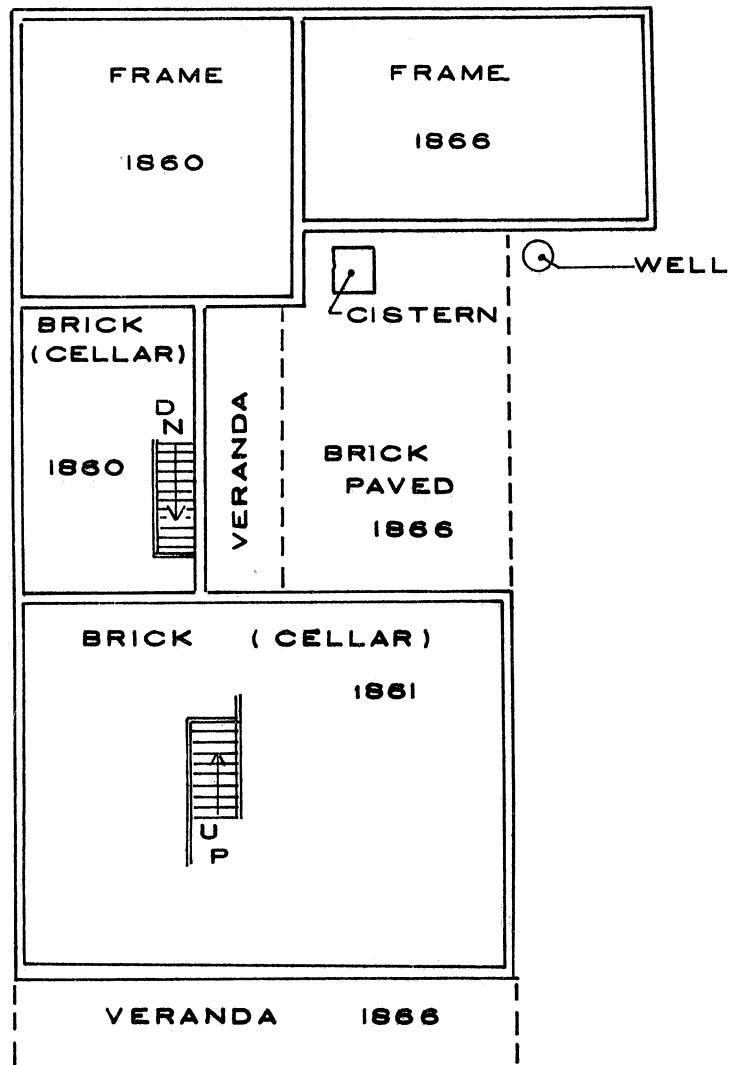 FRAME
1860
FRAME
1866
WELL
CISTERN
BRICK
(CELLAR)
1860
DN
VERANDA
BRICK
PAVED
1866
BRICK (CELLAR)
1861
UP
VERANDA 1866